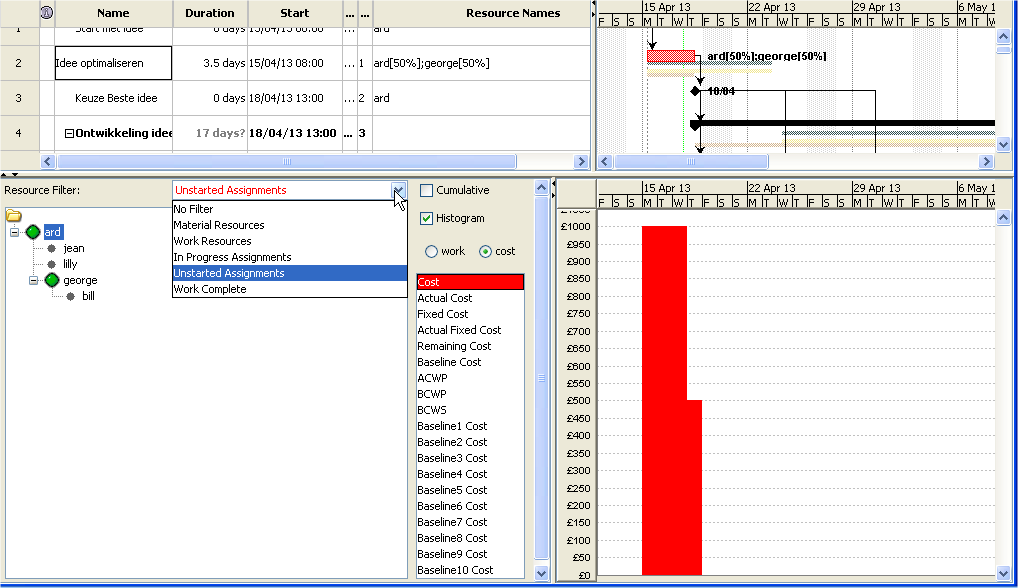 Name Duration Start ... ... Resource Names
1 Start met idee 0 days 15/04/13 08:00 ... ard
2 Idee optimaliseren 3.5 days 15/04/13 08:00 ... 1 ard[50%];george[50%]
3 Keuze Beste idee 0 days 18/04/13 13:00 ... 2 ard
4 Ontwikkeling idee 17 days? 18/04/13 13:00 ... 3
15 Apr 13 22 Apr 13 29 Apr 13 6 May 1
F S S M T W T F S S M T W T F S S M T W T F S S M T W
ard[50%];george[50%]
18/04
Resource Filter: Unstarted Assignments
No Filter
Material Resources
Work Resources
In Progress Assignments
Unstarted Assignments
Work Complete
ard
jean
lilly
george
bill
Cumulative
Histogram
work cost
Cost
Actual Cost
Fixed Cost
Actual Fixed Cost
Remaining Cost
Baseline Cost
ACWP
BCWP
BCWS
Baseline1 Cost
Baseline2 Cost
Baseline3 Cost
Baseline4 Cost
Baseline5 Cost
Baseline6 Cost
Baseline7 Cost
Baseline8 Cost
Baseline9 Cost
Baseline10 Cost
15 Apr 13 22 Apr 13 29 Apr 13 6 May 1
F S S M T W T F S S M T W T F S S M T W T F S S M T W
£1000
£950
£900
£850
£800
£750
£700
£650
£600
£550
£500
£450
£400
£350
£300
£250
£200
£150
£100
£50
£0